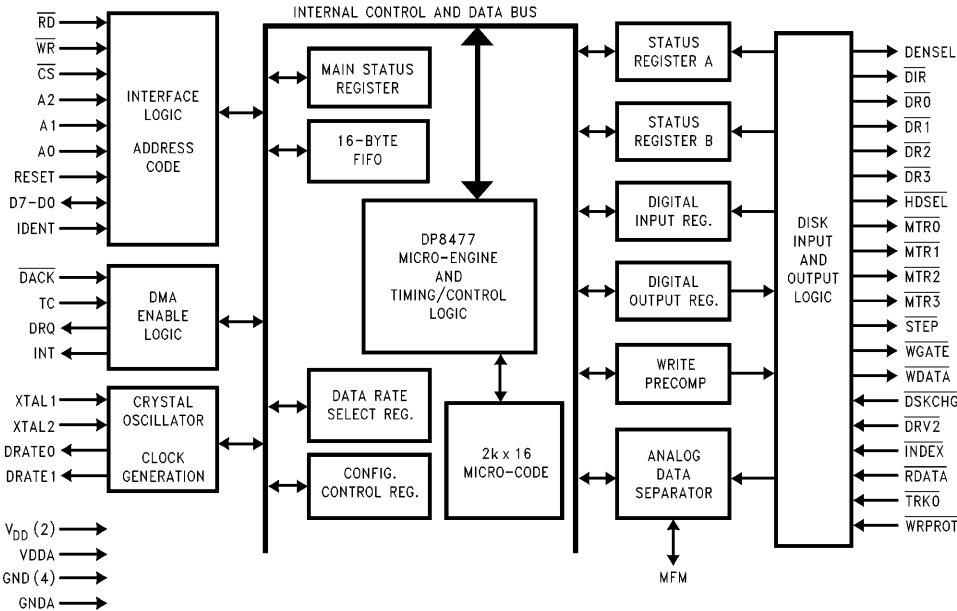 INTERNAL CONTROL AND DATA BUS
RD
WR
CS
A2
A1
A0
RESET
D7-D0
IDENT
INTERFACE
LOGIC
ADDRESS
CODE
DACK
TC
DRQ
INT
DMA
ENABLE
LOGIC
XTAL1
XTAL2
DRATE0
DRATE1
CRYSTAL
OSCILLATOR
CLOCK
GENERATION
VDD (2)
VDDA
GND (4)
GNDA
MAIN STATUS
REGISTER
16-BYTE
FIFO
DP8477
MICRO-ENGINE
AND
TIMING/CONTROL
LOGIC
DATA RATE
SELECT REG.
CONFIG.
CONTROL REG.
2k x 16
MICRO-CODE
STATUS
REGISTER A
STATUS
REGISTER B
DIGITAL
INPUT REG.
DIGITAL
OUTPUT REG.
WRITE
PRECOMP
ANALOG
DATA
SEPARATOR
MFM
DISK
INPUT
AND
OUTPUT
LOGIC
DENSEL
DIR
DR0
DR1
DR2
DR3
HDSEL
MTR0
MTR1
MTR2
MTR3
STEP
WGATE
WDATA
DSKCHG
DRV2
INDEX
RDATA
TRK0
WRPROT